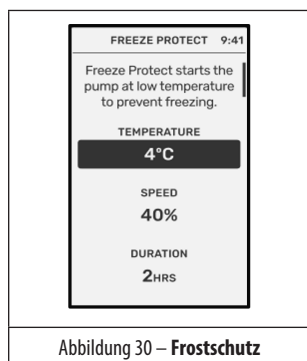 FREEZE PROTECT 9:41
Freeze Protect starts the
pump at low temperature
to prevent freezing.
TEMPERATURE
4°C
SPEED
40%
DURATION
2HRS
Abbildung 30 – Frostschutz